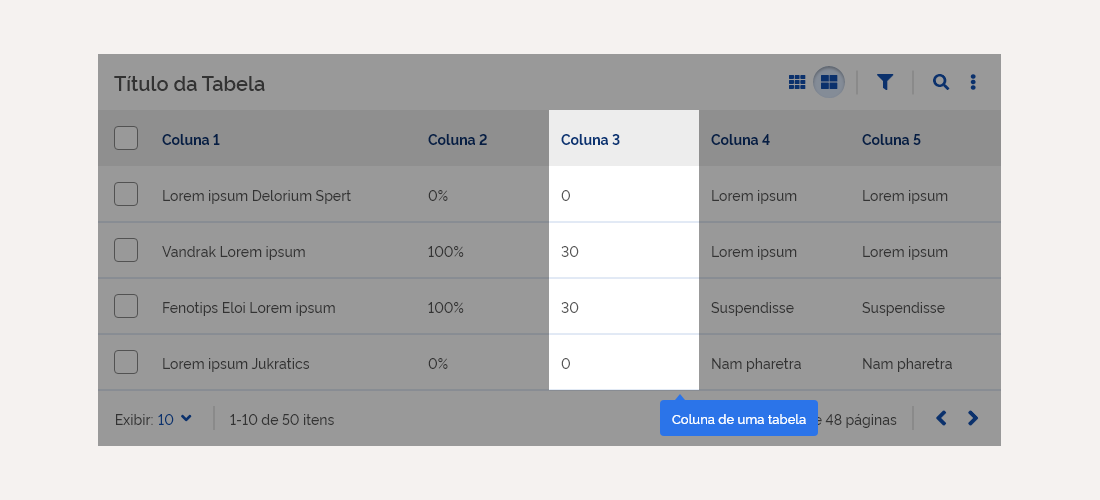 Título da Tabela
Coluna 1 Coluna 2 Coluna 3 Coluna 4 Coluna 5
Lorem ipsum Delorium Spert 0% 0 Lorem ipsum Lorem ipsum
Vandrak Lorem ipsum 100% 30 Lorem ipsum Lorem ipsum
Fenotips Eloi Lorem ipsum 100% 30 Suspendisse Suspendisse
Lorem ipsum Jukratics 0% 0 Nam pharetra Nam pharetra
Exibir: 10 1-10 de 50 itens Coluna de uma tabela 48 páginas